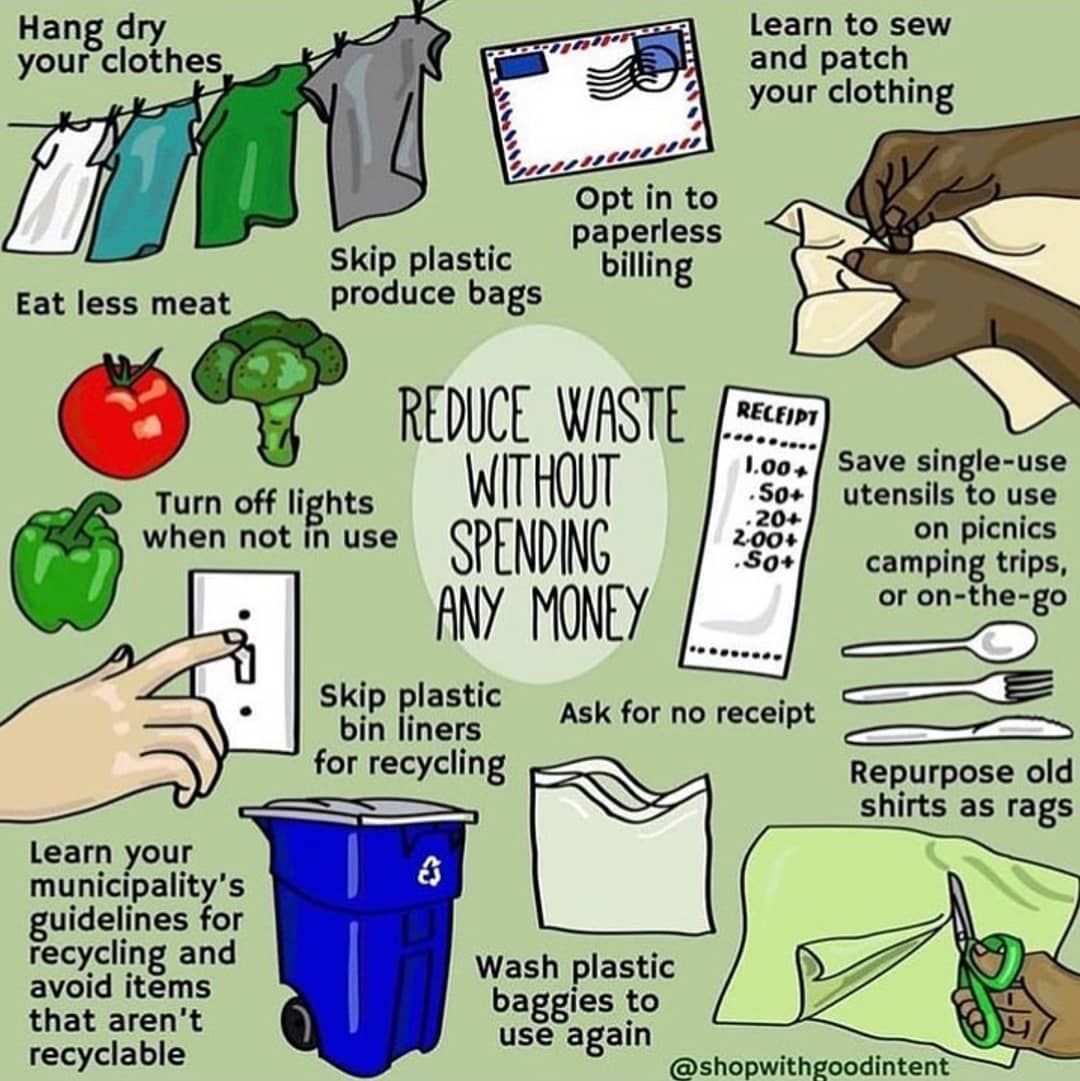 Hang dry
your clothes
Learn to sew
and patch
your clothing
Opt in to
paperless
billing
Skip plastic
produce bags
Eat less meat
REDUCE WASTE
WITHOUT
SPENDING
ANY MONEY
RECEIPT
1.00+
.50+
.20+
2.00+
.50+
Save single-use
utensils to use
on picnics
camping trips,
or on-the-go
Turn off lights
when not in use
Skip plastic
bin liners
for recycling
Ask for no receipt
Repurpose old
shirts as rags
Learn your
municipality's
guidelines for
recycling and
avoid items
that aren't
recyclable
Wash plastic
baggies to
use again
@shopwithgoodintent